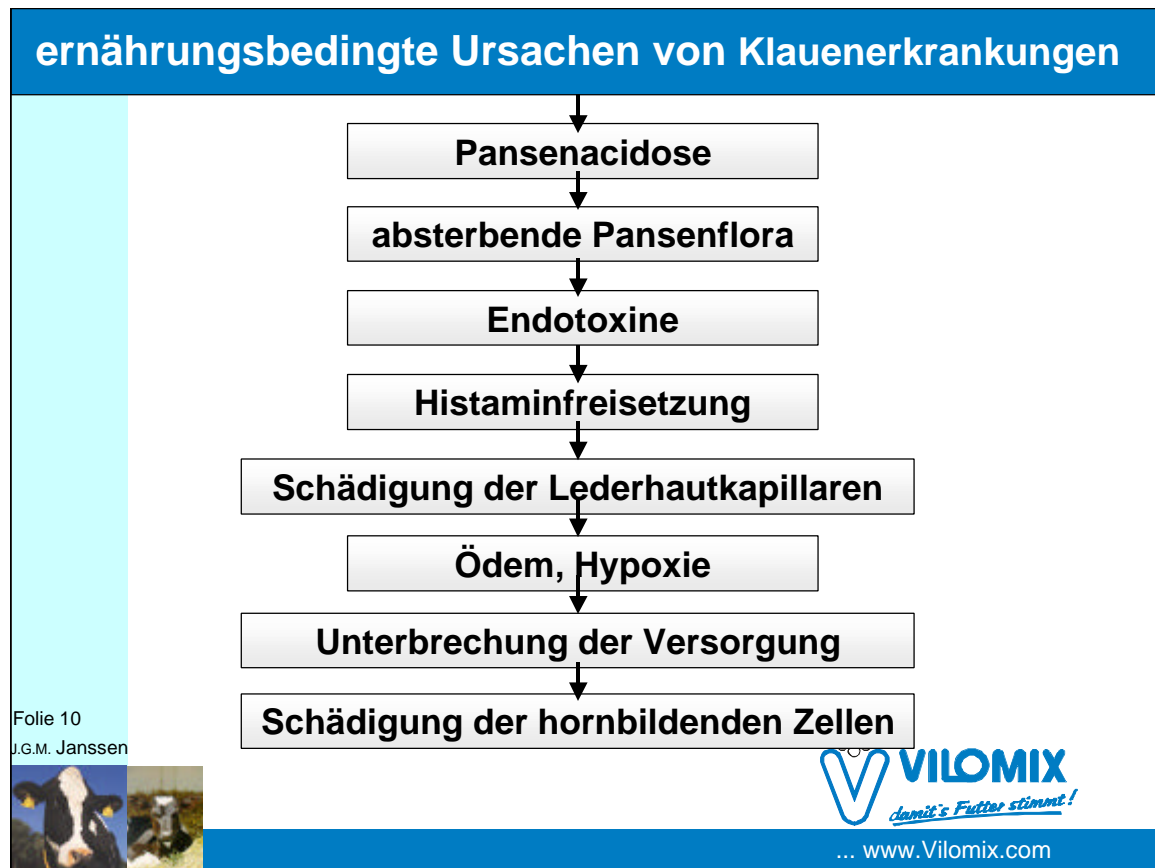 ernährungsbedingte Ursachen von Klauenerkrankungen
Pansenacidose
absterbende Pansenflora
Endotoxine
Histaminfreisetzung
Schädigung der Lederhautkapillaren
Ödem, Hypoxie
Unterbrechung der Versorgung
Schädigung der hornbildenden Zellen
Folie 10
J.G.M. Janssen
VILOMIX
damit´s Futter stimmt!
... www.Vilomix.com